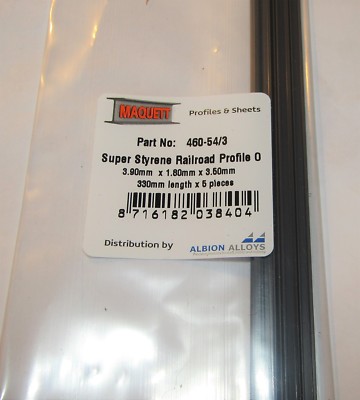 MAQUETT Profiles & Sheets
Part No: 460-54/3
Super Styrene Railroad Profile 0
3.90mm x 1.80mm x 3.50mm
330mm length x 5 pieces
8 716182 038404
Distribution by ALBION ALLOYS